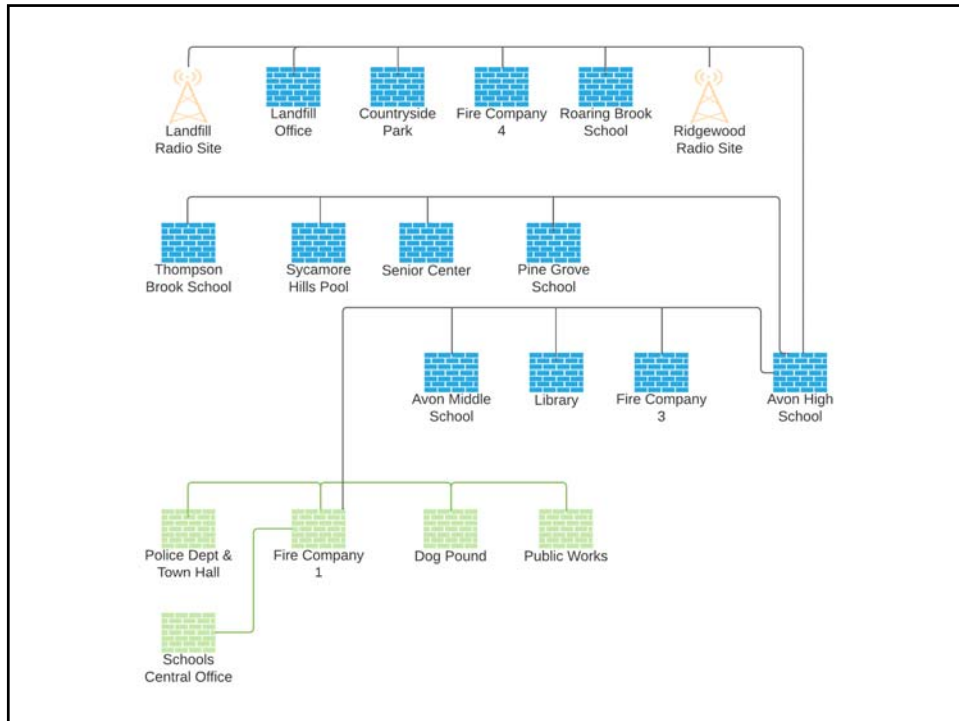 Landfill
Radio Site
Landfill
Office
Countryside
Park
Fire Company
4
Roaring Brook
School
Ridgewood
Radio Site
Thompson
Brook School
Sycamore
Hills Pool
Senior Center
Pine Grove
School
Avon Middle
School
Library
Fire Company
3
Avon High
School
Police Dept &
Town Hall
Fire Company
1
Dog Pound
Public Works
Schools
Central Office